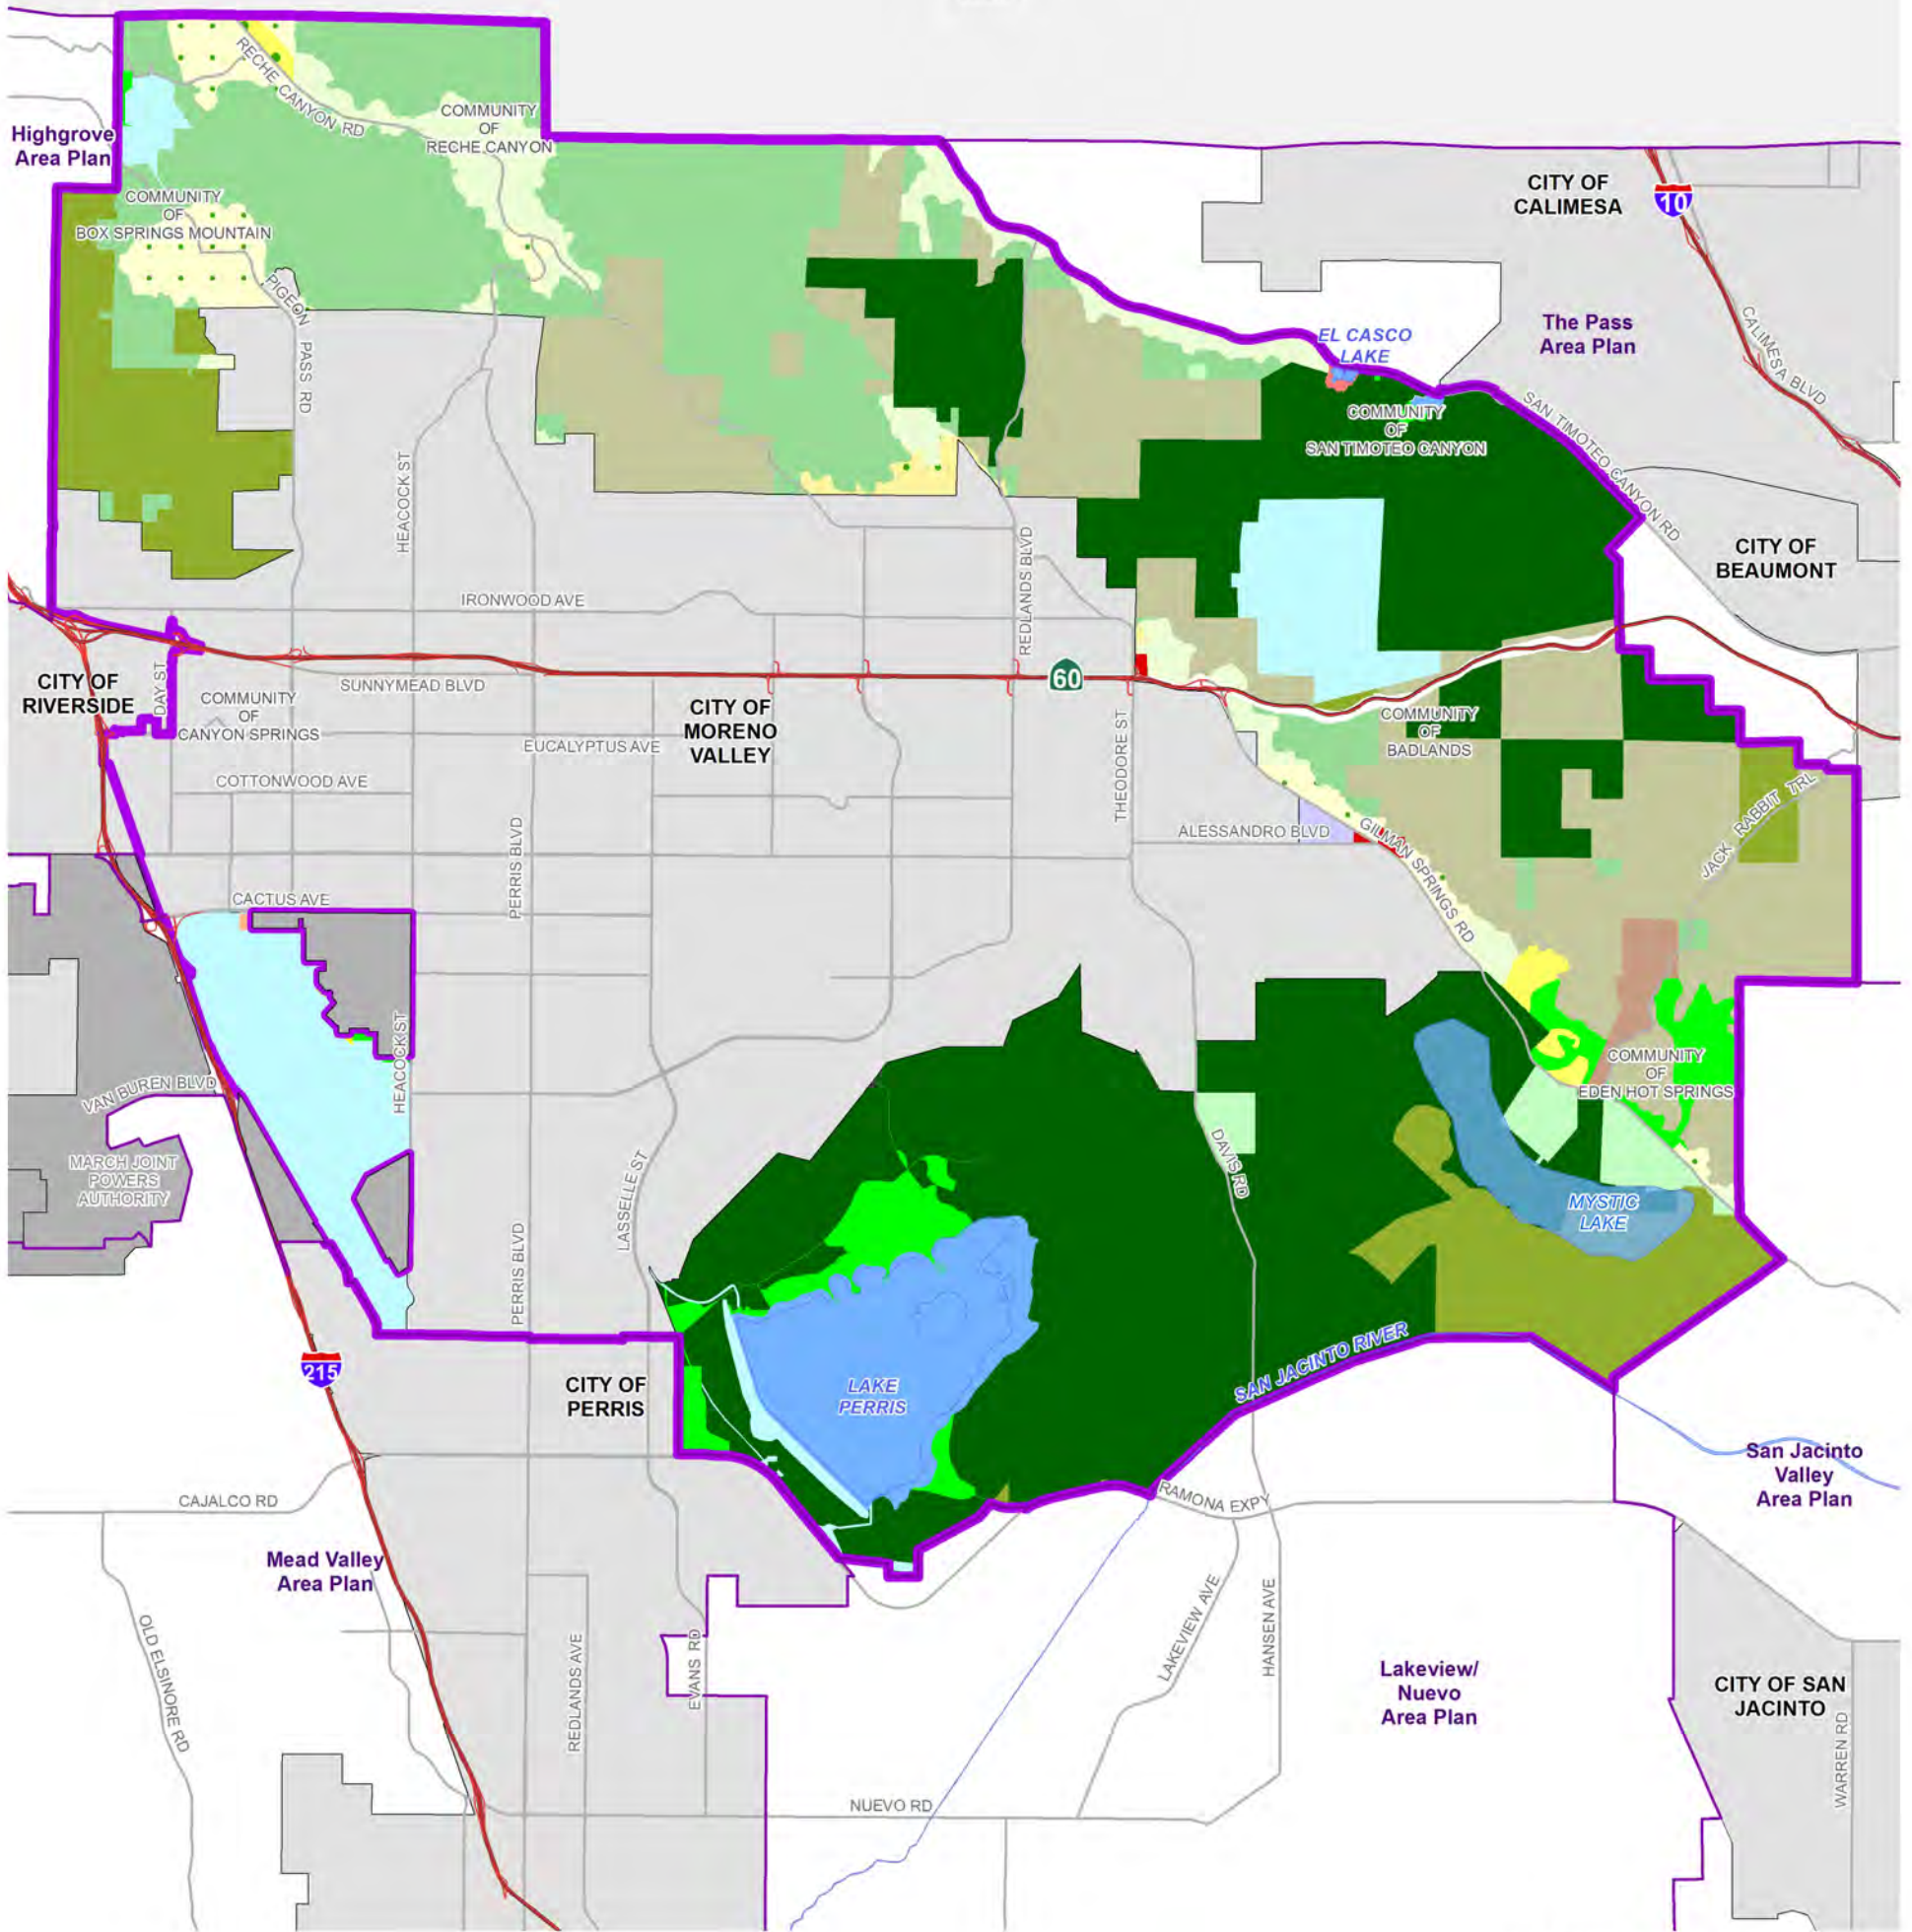 RECHE CANYON RD
COMMUNITY
OF
RECHE CANYON
Highgrove
Area Plan
COMMUNITY
OF
BOX SPRINGS MOUNTAIN
CITY OF
CALIMESA
10
PIGEON
PASS RD
The Pass
Area Plan
CALIMESA BLVD
EL CASCO
LAKE
COMMUNITY
OF
SAN TIMOTEO CANYON
SAN TIMOTEO CANYON RD
HEACOCK ST
CITY OF
BEAUMONT
IRONWOOD AVE
REDLANDS BLVD
60
CITY OF
RIVERSIDE
DAY ST
SUNNYMEAD BLVD
COMMUNITY
OF
CANYON SPRINGS
CITY OF
MORENO
VALLEY
EUCALYPTUS AVE
COMMUNITY
OF
BADLANDS
COTTONWOOD AVE
THEODORE ST
JACK RABBIT TRL
PERRIS BLVD
ALESSANDRO BLVD
GILMAN SPRINGS RD
CACTUS AVE
HEACOCK ST
VAN BUREN BLVD
COMMUNITY
OF
EDEN HOT SPRINGS
MARCH JOINT
POWERS
AUTHORITY
LASSELLE ST
DAVIS RD
MYSTIC
LAKE
PERRIS BLVD
SAN JACINTO RIVER
215
CITY OF
PERRIS
LAKE
PERRIS
San Jacinto
Valley
Area Plan
CAJALCO RD
RAMONA EXPY
Mead Valley
Area Plan
OLD ELSINORE RD
REDLANDS AVE
EVANS RD
LAKEVIEW AVE
HANSEN AVE
Lakeview/
Nuevo
Area Plan
CITY OF SAN
JACINTO
WARREN RD
NUEVO RD